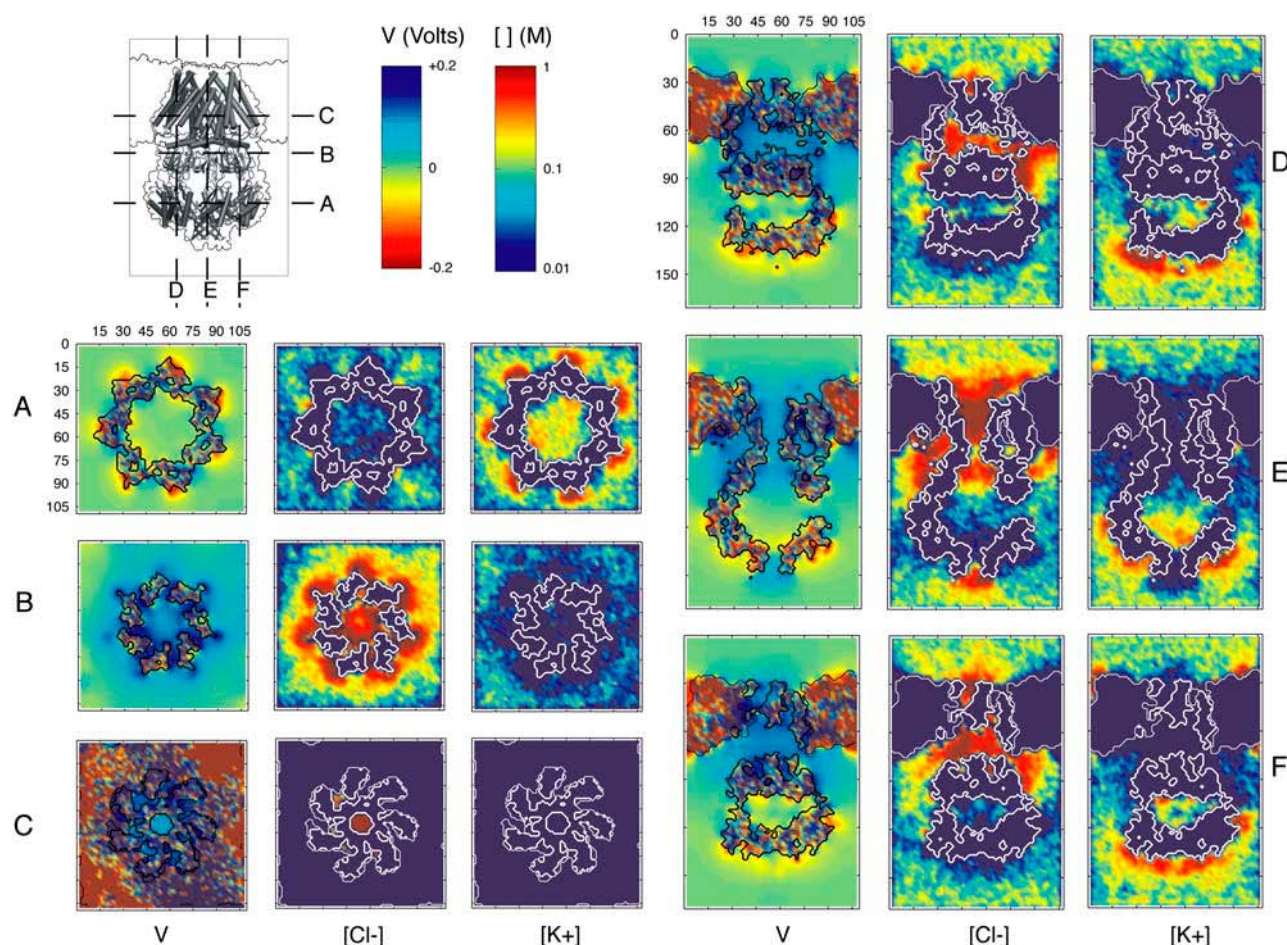 V (Volts) [ ] (M)
+0.2 1
0 0.1
-0.2 0.01
C
B
A
D E F
15 30 45 60 75 90 105
0
30
60
90
120
150
D
E
F
V [Cl-] [K+]
15 30 45 60 75 90 105
0
15
30
45
60
75
90
105
A
B
C
V [Cl-] [K+]